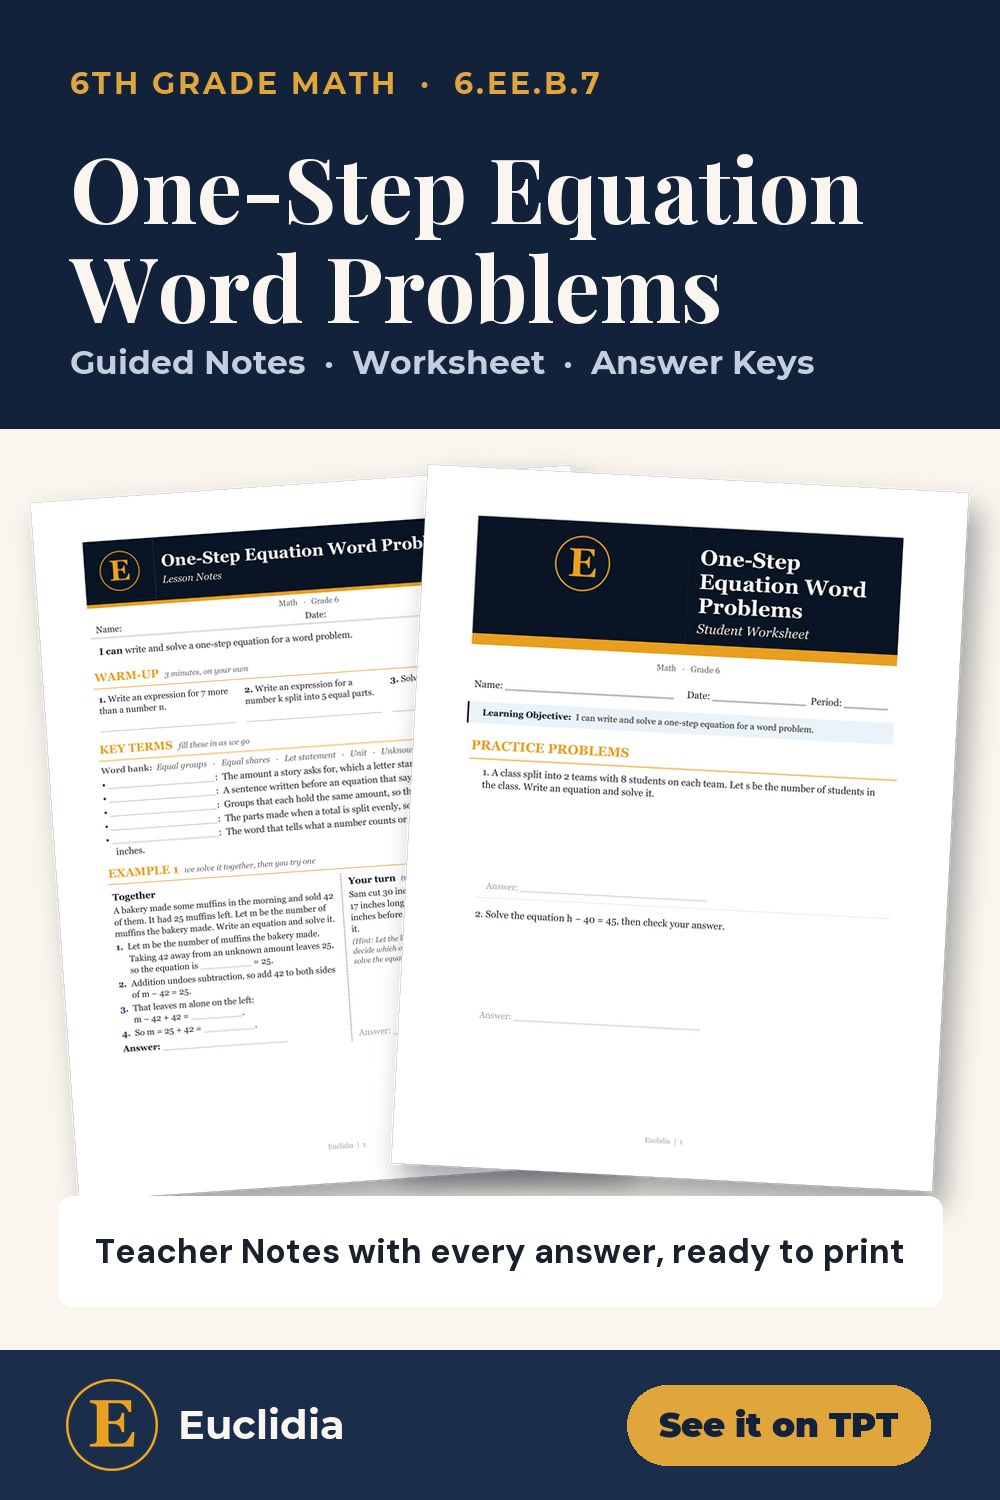 6TH GRADE MATH · 6.EE.B.7
One-Step Equation
Word Problems
Guided Notes · Worksheet · Answer Keys
E
One-Step Equation Word
Lesson Notes
Math · Grade 6
Name:
Date:
I can write and solve a one-step equation for a word problem.
WARM-UP 3 minutes, on your own
1. Write an expression for 7 more
than a number n.
2. Write an expression for a
number k split into 5 equal parts.
3.
KEY TERMS fill these in as we go
Word bank: Equal groups · Equal shares · Let statement · Unit ·
• : The amount a story asks for, which a letter
• : A sentence written before an equation that
• : Groups that each hold the same amount, so
• : The parts made when a total is split evenly,
• : The word that tells what a number counts or
inches.
EXAMPLE 1 we solve it together, then you try one
Together
A bakery made some muffins in the morning and sold 42
of them. It had 25 muffins left. Let m be the number of
muffins the bakery made. Write an equation and solve it.
1. Let m be the number of muffins the bakery made.
Taking 42 away from an unknown amount leaves 25,
so the equation is = 25.
2. Addition undoes subtraction, so add 42 to both sides
of m − 42 = 25.
3. That leaves m alone on the left:
m − 42 + 42 = .
4. So m = 25 + 42 = .
Answer:
Your turn
Sam cut 30
17 inches long
inches before
it.
(Hint: Let the
decide which
solve the
Answer:
Euclidia | 1
E
One-Step
Equation Word
Problems
Student Worksheet
Math · Grade 6
Name: Date: Period:
Learning Objective: I can write and solve a one-step equation for a word problem.
PRACTICE PROBLEMS
1. A class split into 2 teams with 8 students on each team. Let s be the number of students in
the class. Write an equation and solve it.
Answer:
2. Solve the equation h − 40 = 45, then check your answer.
Answer:
Euclidia | 1
Teacher Notes with every answer, ready to print
E
Euclidia
See it on TPT